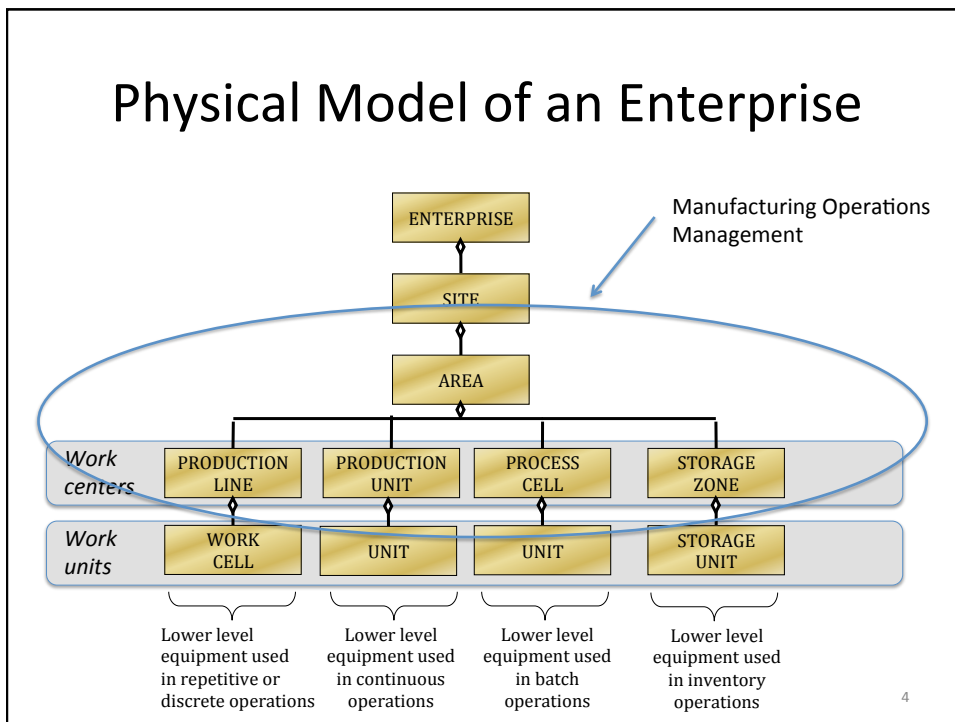 Physical Model of an Enterprise
ENTERPRISE
Manufacturing Operations
Management
SITE
AREA
Work
centers
PRODUCTION
LINE
PRODUCTION
UNIT
PROCESS
CELL
STORAGE
ZONE
Work
units
WORK
CELL
UNIT
UNIT
STORAGE
UNIT
Lower level
equipment used
in repetitive or
discrete operations
Lower level
equipment used
in continuous
operations
Lower level
equipment used
in batch
operations
Lower level
equipment used
in inventory
operations
4